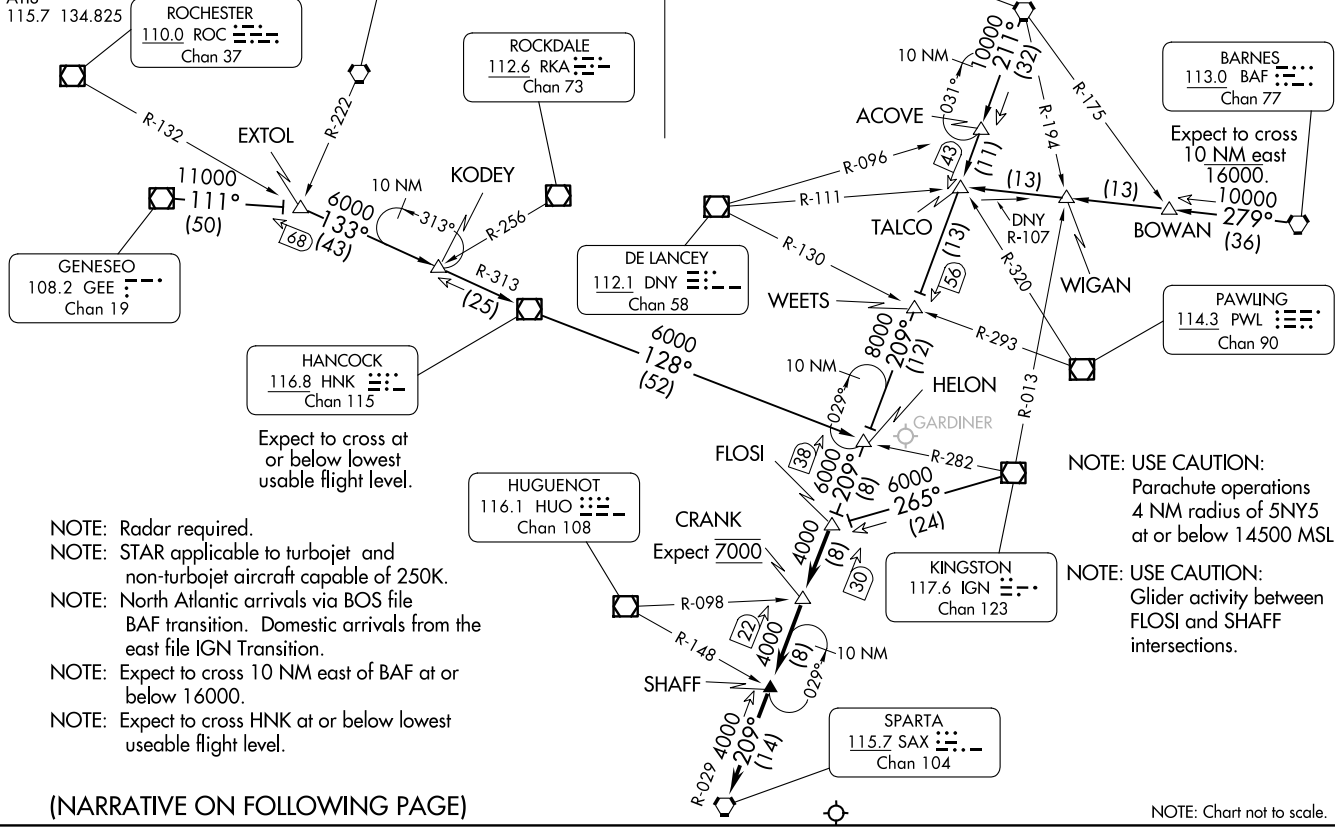 ATIS
115.7 134.825
ROCHESTER
110.0 ROC
Chan 37
ROCKDALE
112.6 RKA
Chan 73
BARNES
113.0 BAF
Chan 77
Expect to cross
10 NM east
16000.
10000
279°
(36)
10 NM
10000
211°
(32)
031°
ACOVE
43
(11)
R-194
R-175
R-132
EXTOL
R-222
11000
111°
(50)
68
6000
133°
(43)
10 NM
313°
KODEY
R-256
R-313
(25)
R-096
R-111
R-130
TALCO
(13)
(13)
BOWAN
DNY
R-107
WIGAN
R-320
(13)
56
GENESEO
108.2 GEE
Chan 19
DE LANCEY
112.1 DNY
Chan 58
WEETS
PAWLING
114.3 PWL
Chan 90
R-293
R-013
HANCOCK
116.8 HNK
Chan 115
Expect to cross at
or below lowest
usable flight level.
6000
128°
(52)
8000
209°
(12)
10 NM
029°
HELON
GARDINER
R-282
FLOSI
38
6000
209°
(8)
6000
265°
(24)
HUGUENOT
116.1 HUO
Chan 108
CRANK
Expect 7000
4000
(8)
30
KINGSTON
117.6 IGN
Chan 123
R-098
R-148
22
4000
(8)
10 NM
029°
SHAFF
R-029
4000
209°
(14)
SPARTA
115.7 SAX
Chan 104
NOTE: USE CAUTION:
Parachute operations
4 NM radius of 5NY5
at or below 14500 MSL
NOTE: USE CAUTION:
Glider activity between
FLOSI and SHAFF
intersections.
NOTE: Radar required.
NOTE: STAR applicable to turbojet and
non-turbojet aircraft capable of 250K.
NOTE: North Atlantic arrivals via BOS file
BAF transition. Domestic arrivals from the
east file IGN Transition.
NOTE: Expect to cross 10 NM east of BAF at or
below 16000.
NOTE: Expect to cross HNK at or below lowest
useable flight level.
(NARRATIVE ON FOLLOWING PAGE)
NOTE: Chart not to scale.